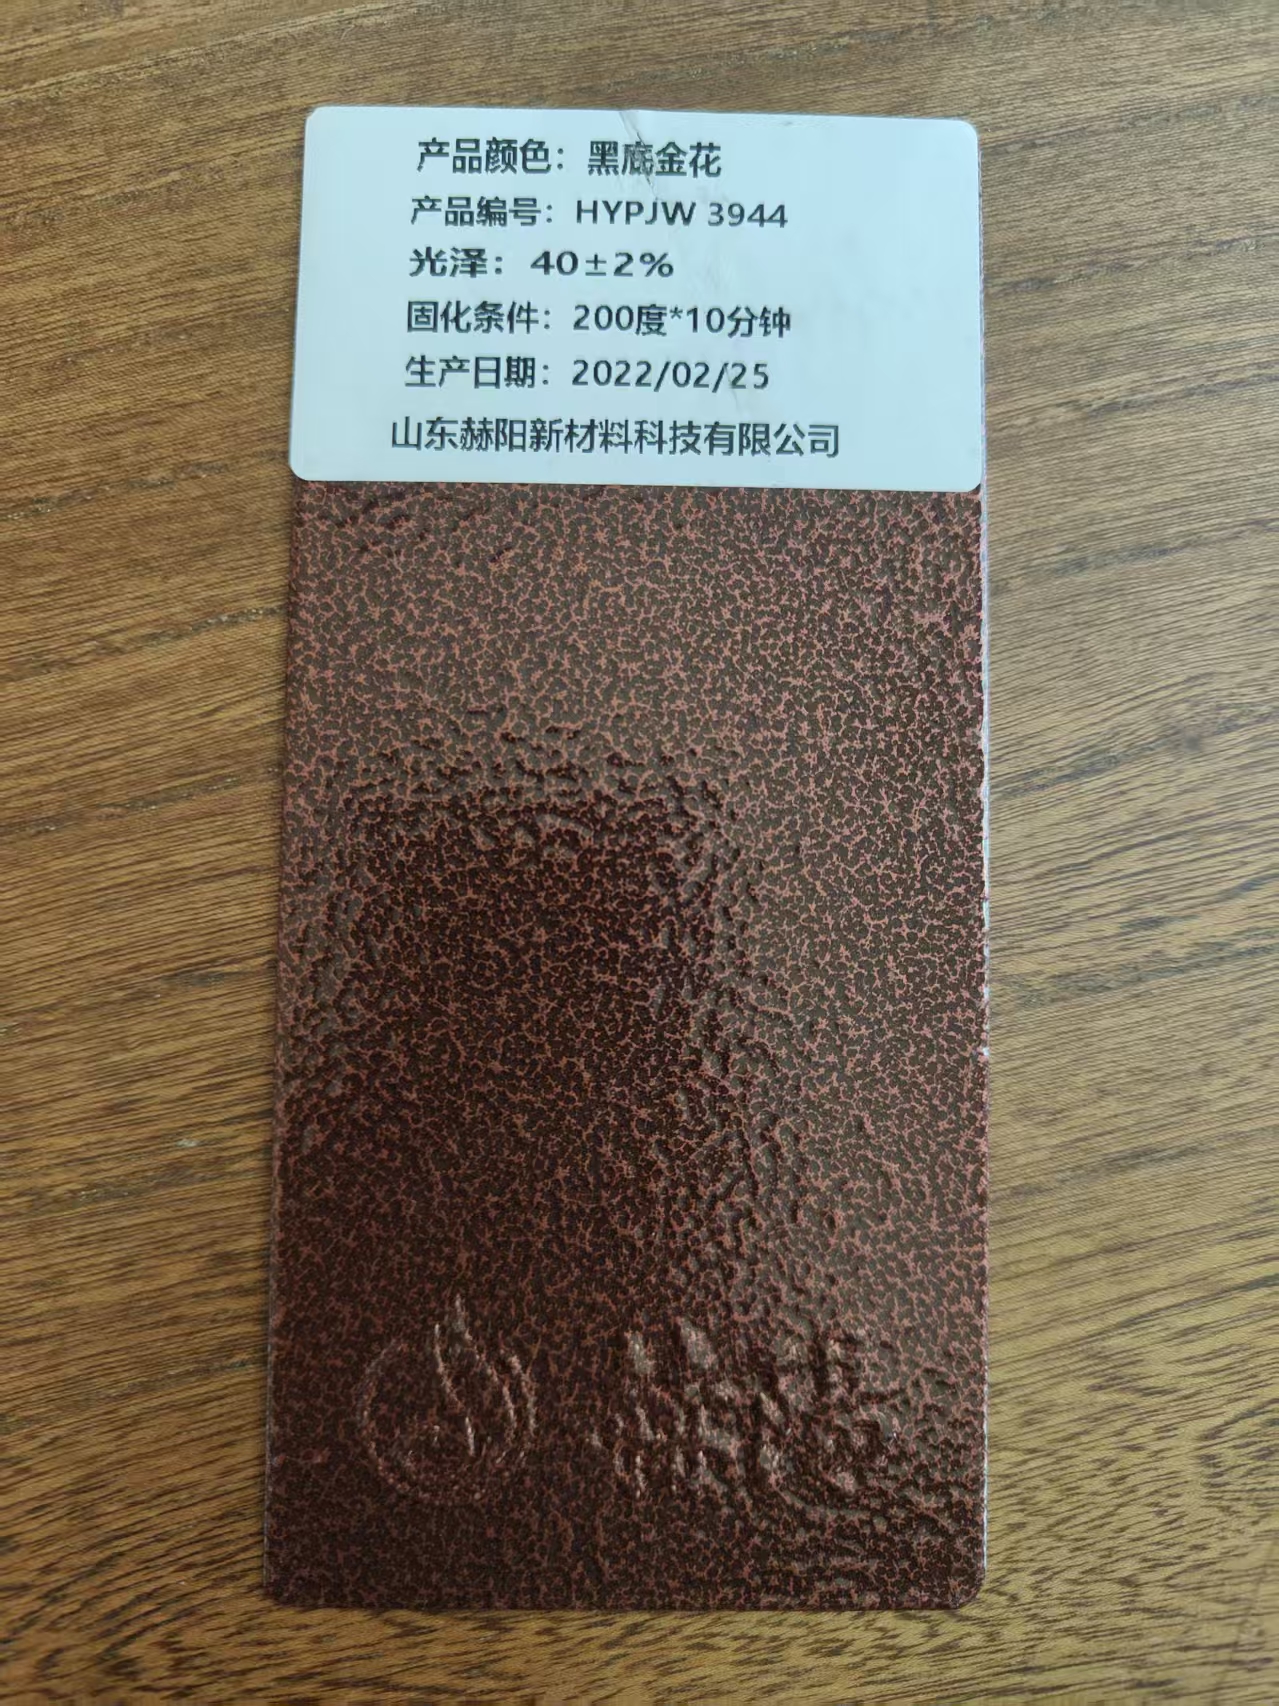 产品颜色：黑底金花
产品编号：HYPJW 3944
光泽：40±2%
固化条件：200度*10分钟
生产日期：2022/02/25
山东赫阳新材料科技有限公司